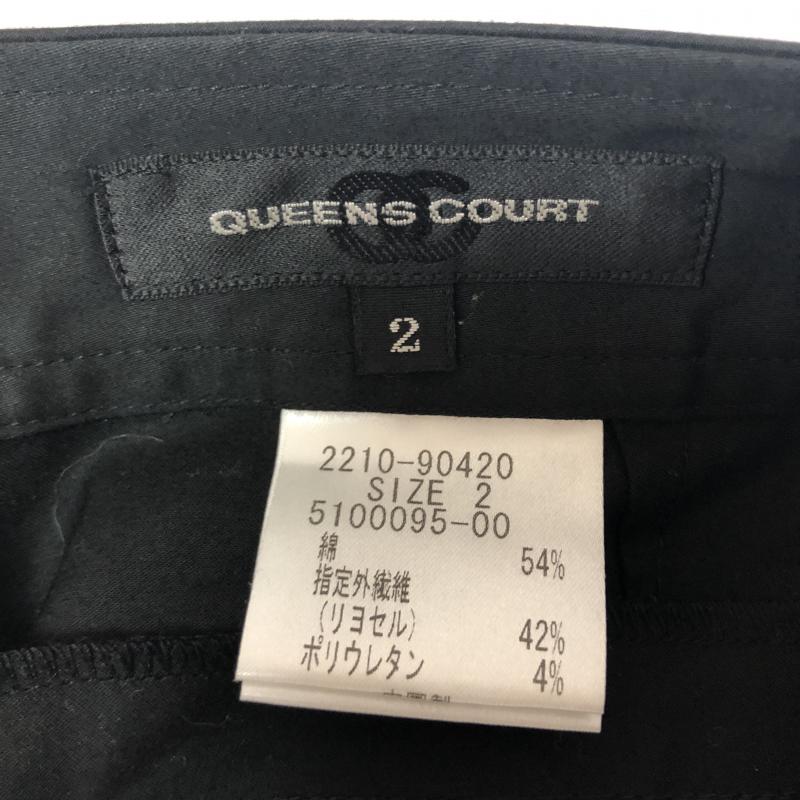 QUEENS COURT
2
2210-90420
SIZE 2
5100095-00
綿 54%
指定外繊維
(リヨセル) 42%
ポリウレタン 4%